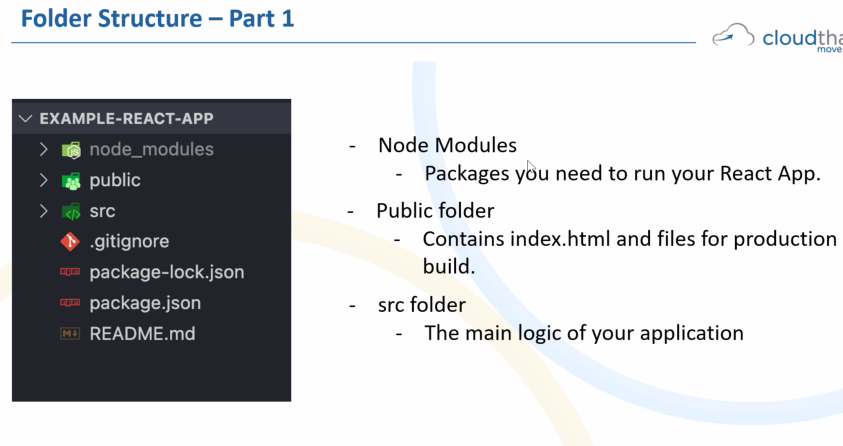 Folder Structure – Part 1
cloudtha
move
EXAMPLE-REACT-APP
node_modules
public
src
.gitignore
package-lock.json
package.json
README.md
- Node Modules
- Packages you need to run your React App.
- Public folder
- Contains index.html and files for production
build.
- src folder
- The main logic of your application